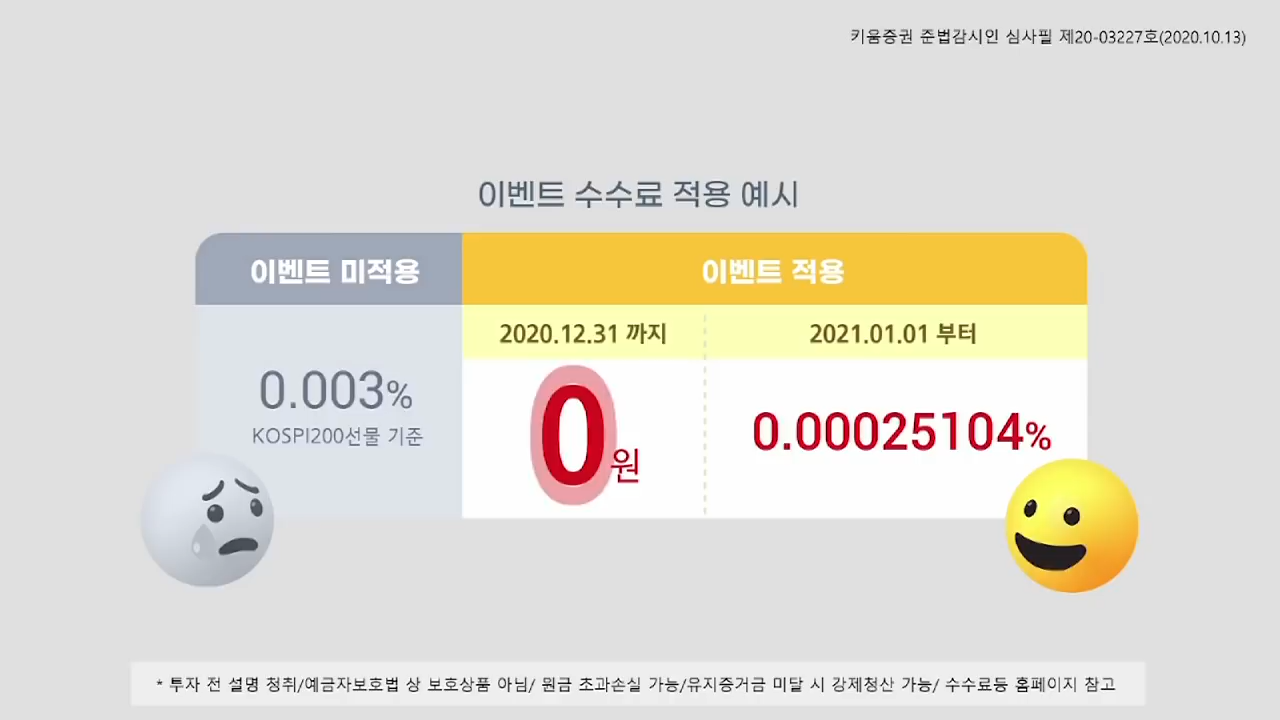 키움증권 준법감시인 심사필 제20-03227호(2020.10.13)
이벤트 수수료 적용 예시
이벤트 미적용
이벤트 적용
2020.12.31 까지
2021.01.01 부터
0.003%
KOSPI200선물 기준
0원
0.00025104%
* 투자 전 설명 청취/예금자보호법 상 보호상품 아님/ 원금 초과손실 가능/유지증거금 미달 시 강제청산 가능/ 수수료등 홈페이지 참고